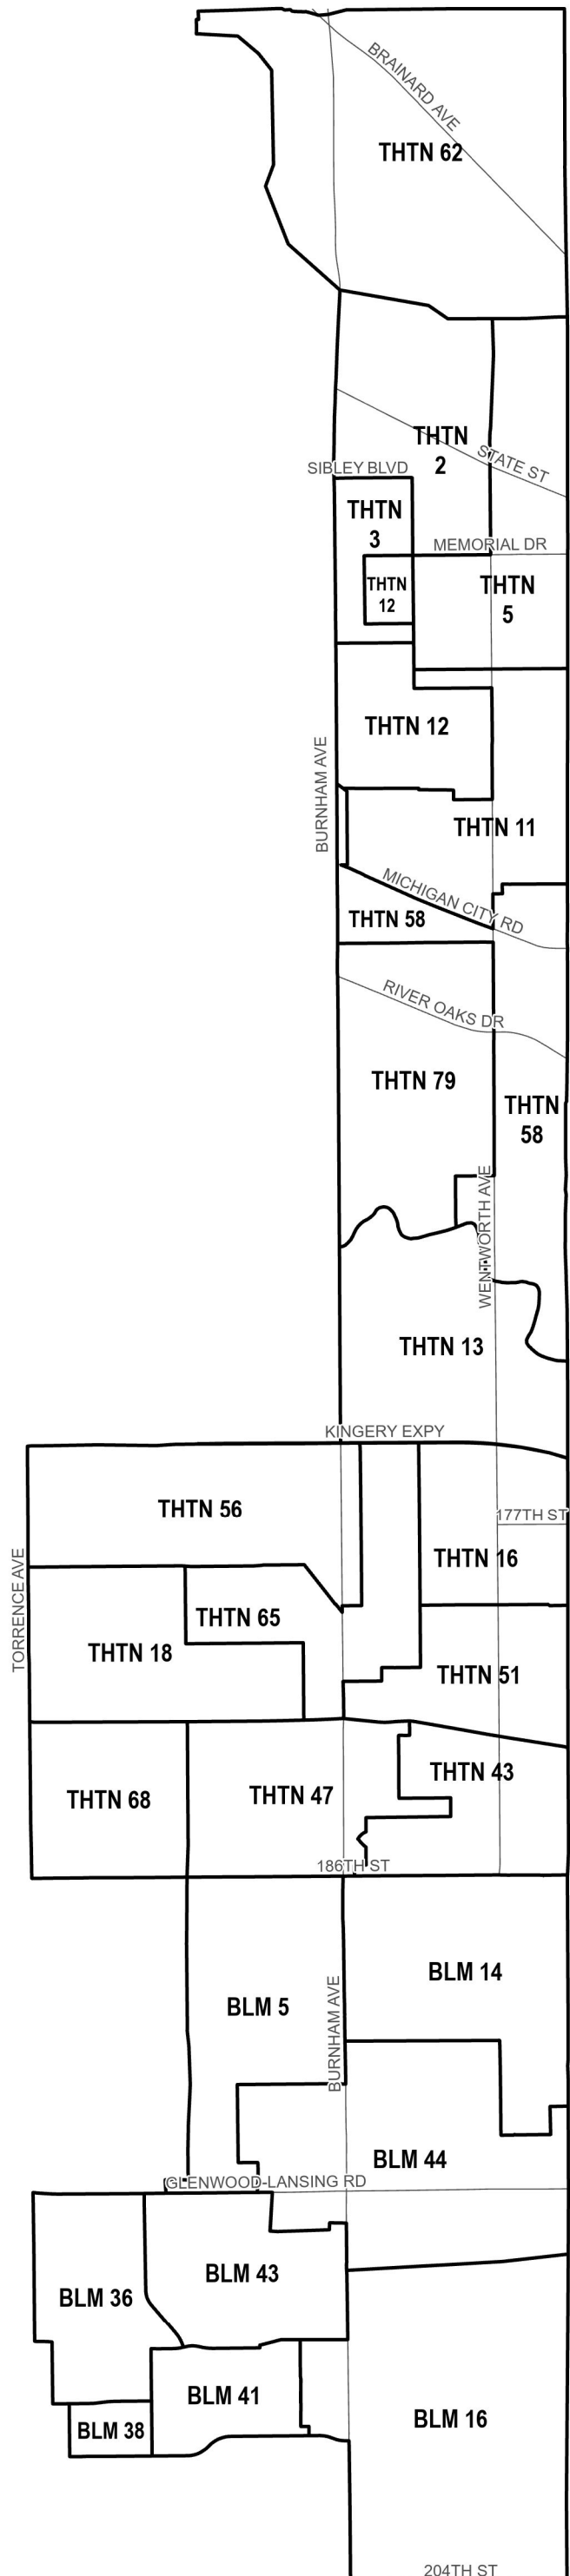 BRAINARD AVE
THTN 62
THTN
2
STATE ST
SIBLEY BLVD
THTN
3
MEMORIAL DR
THTN
12
THTN
5
THTN 12
BURNHAM AVE
THTN 11
MICHIGAN CITY RD
THTN 58
RIVER OAKS DR
THTN 79
THTN
58
WENTWORTH AVE
THTN 13
KINGERY EXPY
THTN 56
177TH ST
THTN 16
TORRENCE AVE
THTN 65
THTN 18
THTN 51
THTN 43
THTN 68
THTN 47
186TH ST
BLM 14
BLM 5
BURNHAM AVE
BLM 44
GLENWOOD-LANSING RD
BLM 43
BLM 36
BLM 41
BLM 38
BLM 16
204TH ST